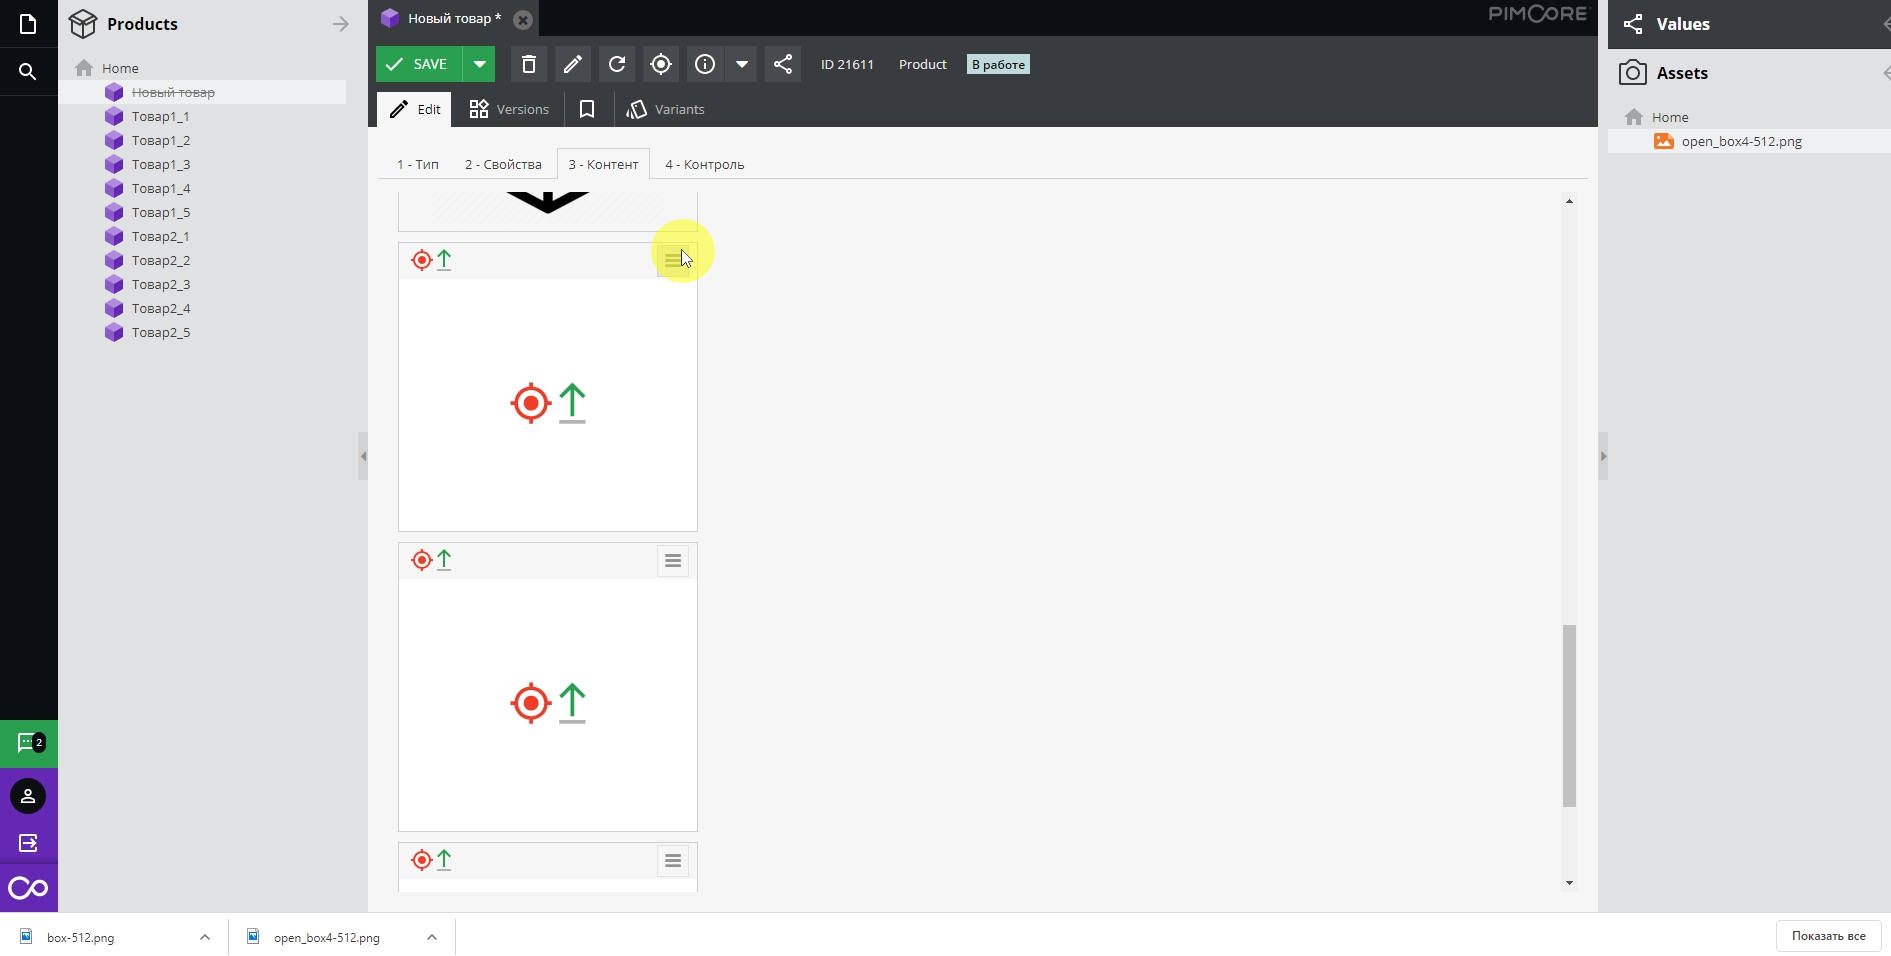 Products
Home
Новый товар
Товар1_1
Товар1_2
Товар1_3
Товар1_4
Товар1_5
Товар2_1
Товар2_2
Товар2_3
Товар2_4
Товар2_5
2
Новый товар *
PIMCORE
SAVE
ID 21611
Product
В работе
Edit
Versions
Variants
1 - Тип
2 - Свойства
3 - Контент
4 - Контроль
Values
Assets
Home
open_box4-512.png
box-512.png
open_box4-512.png
Показать все